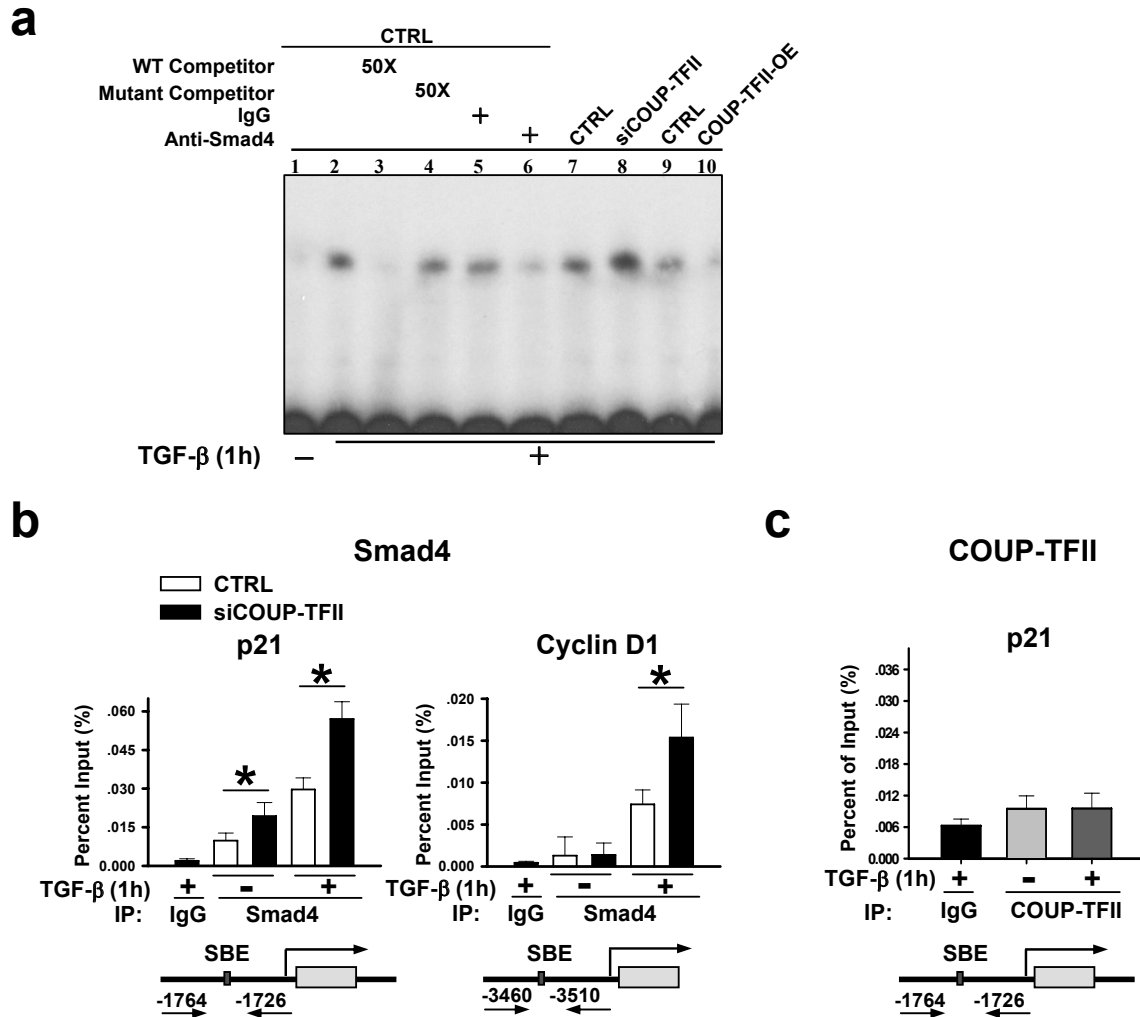 a
CTRL
WT Competitor 50X
Mutant Competitor 50X
IgG +
Anti-Smad4 + CTRL siCOUP-TFII CTRL COUP-TFII-OE
1 2 3 4 5 6 7 8 9 10
TGF-β (1h) – +
b
Smad4
CTRL
siCOUP-TFII
p21
Percent Input (%)
.060
.045
.030
.015
0.000
* *
TGF-β (1h) + - +
IP: IgG Smad4
SBE
-1764 -1726
Cyclin D1
Percent Input (%)
.020
.015
.010
.005
0.000
*
TGF-β (1h) + - +
IP: IgG Smad4
SBE
-3460 -3510
c
COUP-TFII
p21
Percent of Input (%)
.036
.030
.024
.018
.012
.006
0.000
TGF-β (1h) + - +
IP: IgG COUP-TFII
SBE
-1764 -1726